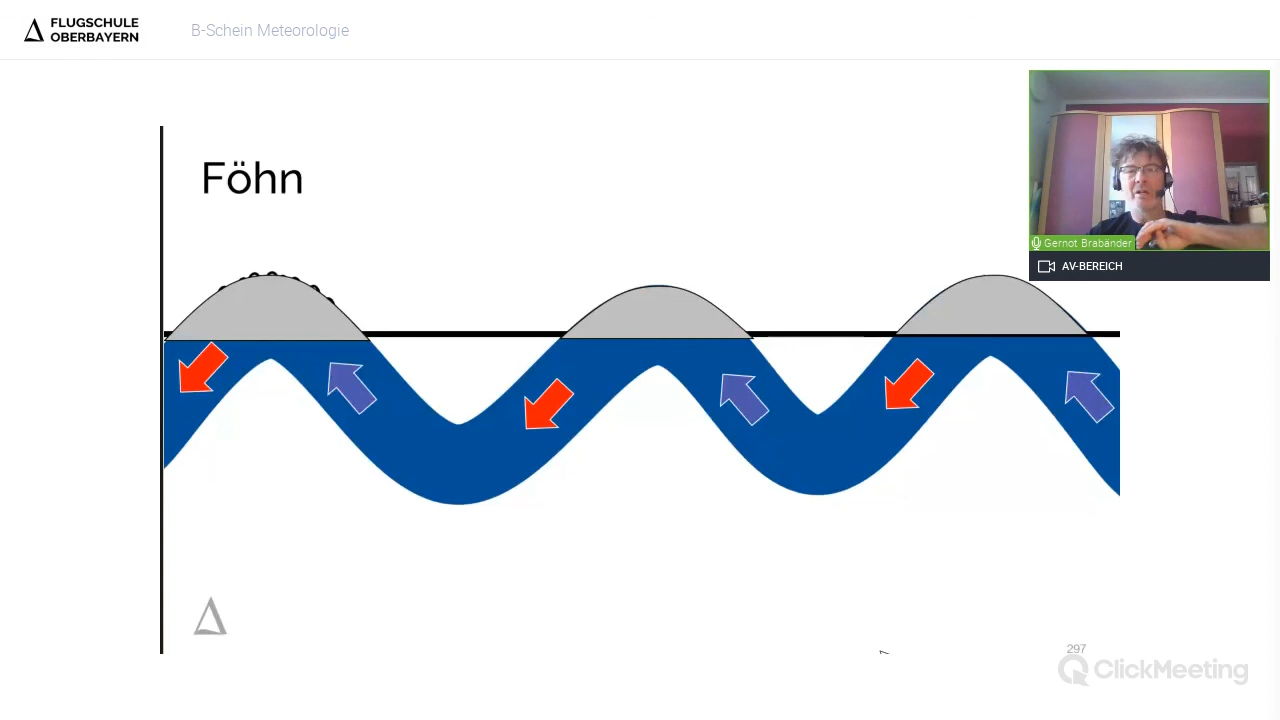 FLUGSCHULE
OBERBAYERN
B-Schein Meteorologie
Föhn
Gernot Brabänder
AV-BEREICH
297
ClickMeeting